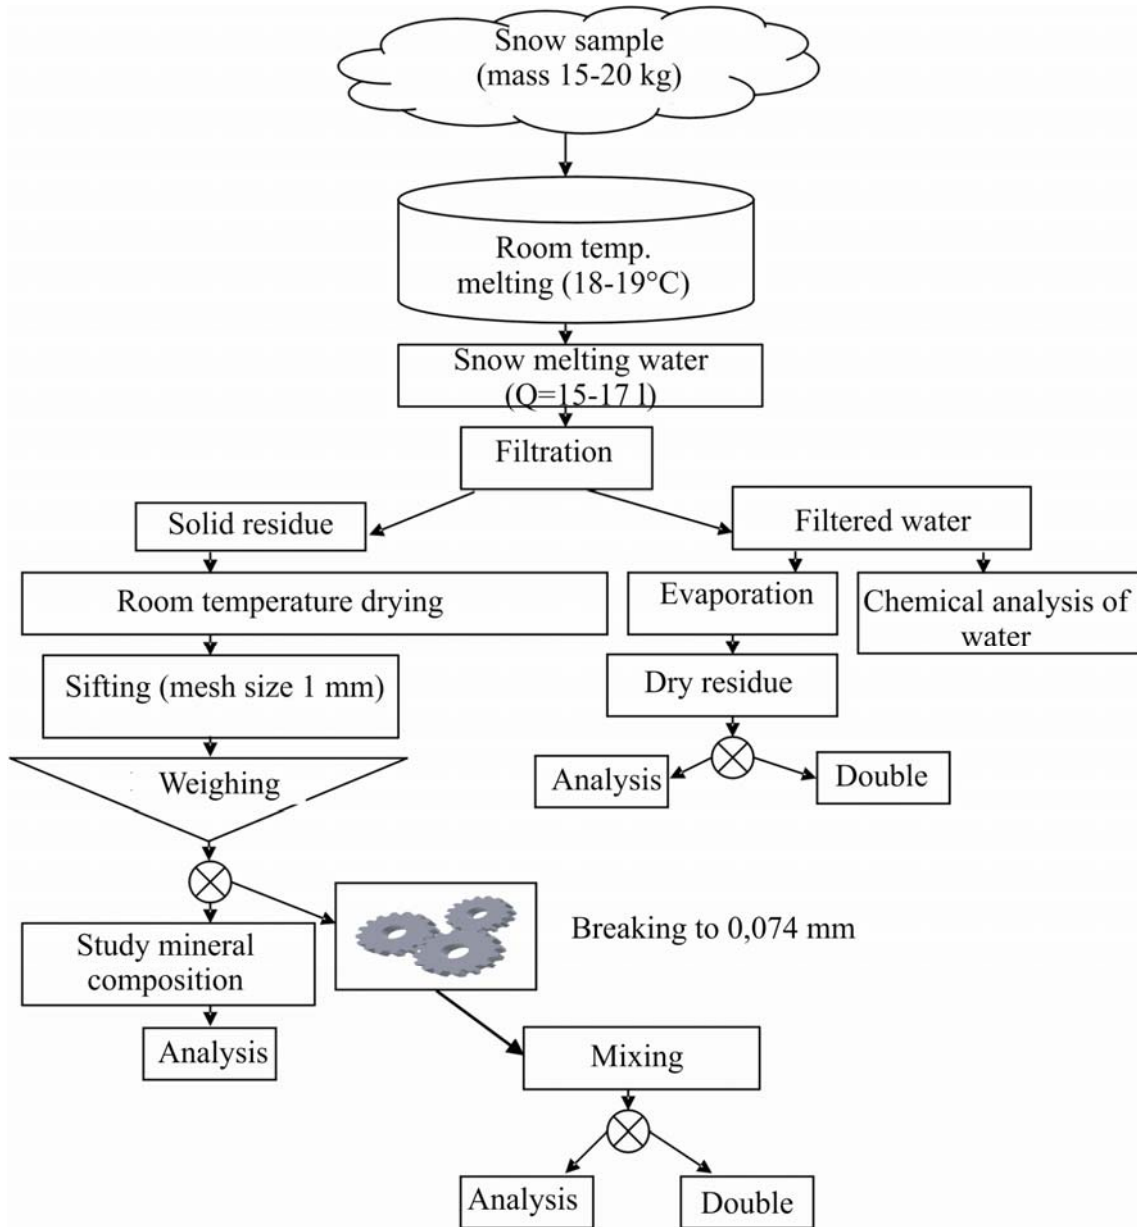 Snow sample
(mass 15-20 kg)
Room temp.
melting (18-19°C)
Snow melting water
(Q=15-17 l)
Filtration
Solid residue
Filtered water
Room temperature drying
Evaporation
Chemical analysis of
water
Sifting (mesh size 1 mm)
Dry residue
Weighing
Analysis
Double
Study mineral
composition
Breaking to 0,074 mm
Analysis
Mixing
Analysis
Double